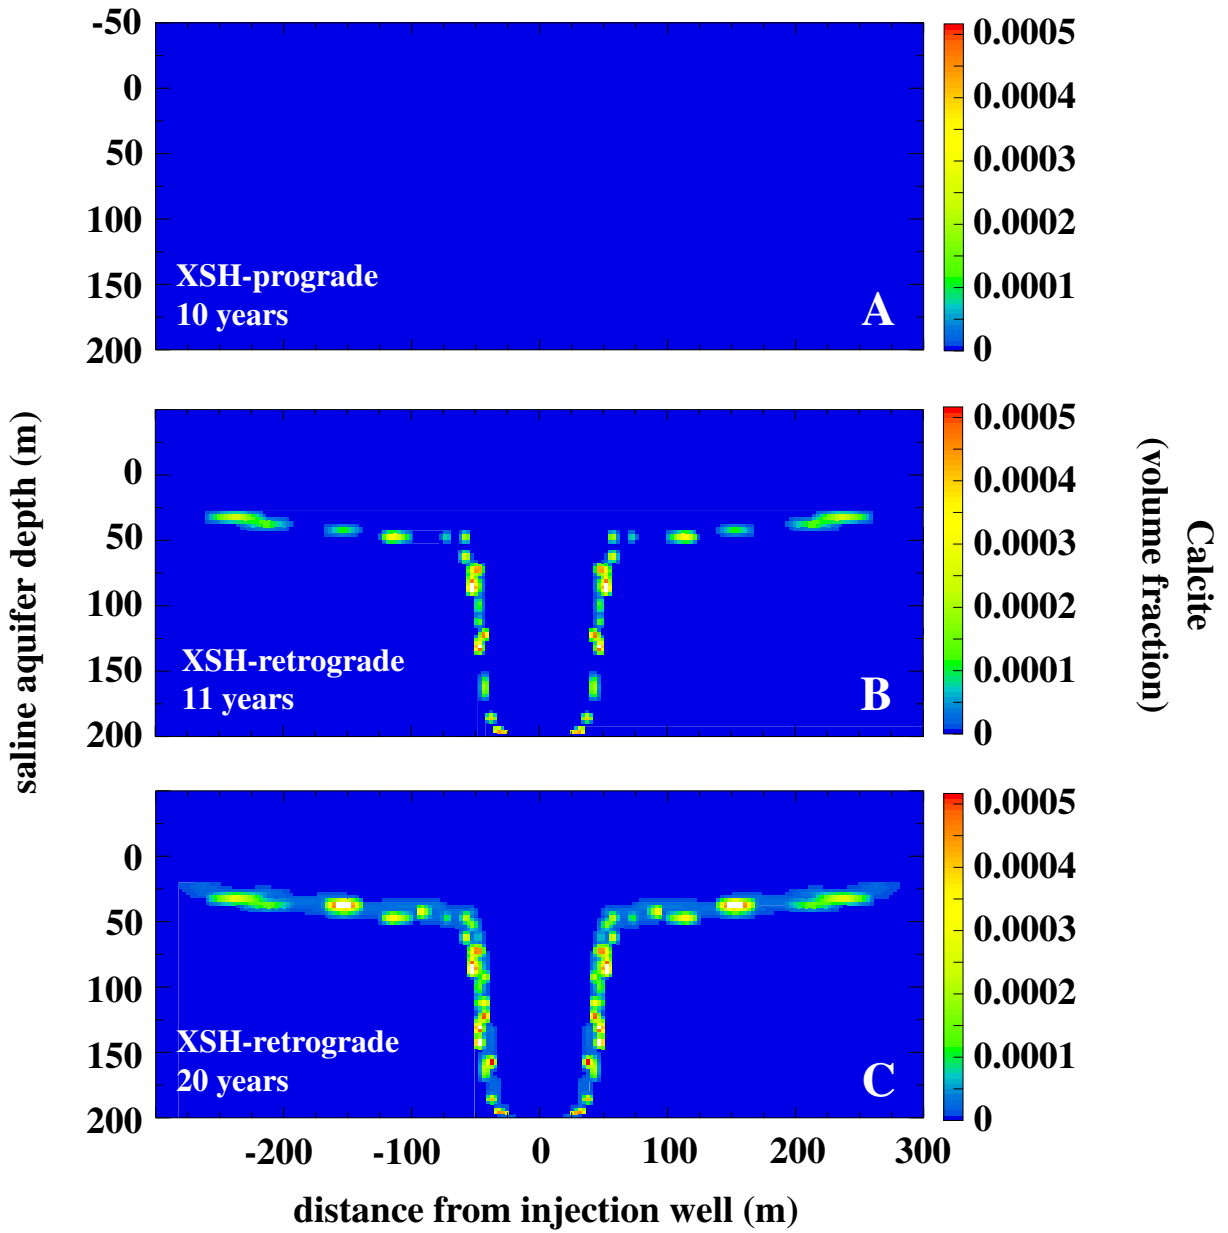 -50
0
50
100
150
200
XSH-prograde
10 years
A
0.0005
0.0004
0.0003
0.0002
0.0001
0
0
50
100
150
200
XSH-retrograde
11 years
B
0.0005
0.0004
0.0003
0.0002
0.0001
0
0
50
100
150
200
XSH-retrograde
20 years
C
0.0005
0.0004
0.0003
0.0002
0.0001
0
-200 -100 0 100 200 300
distance from injection well (m)
saline aquifer depth (m)
Calcite
(volume fraction)